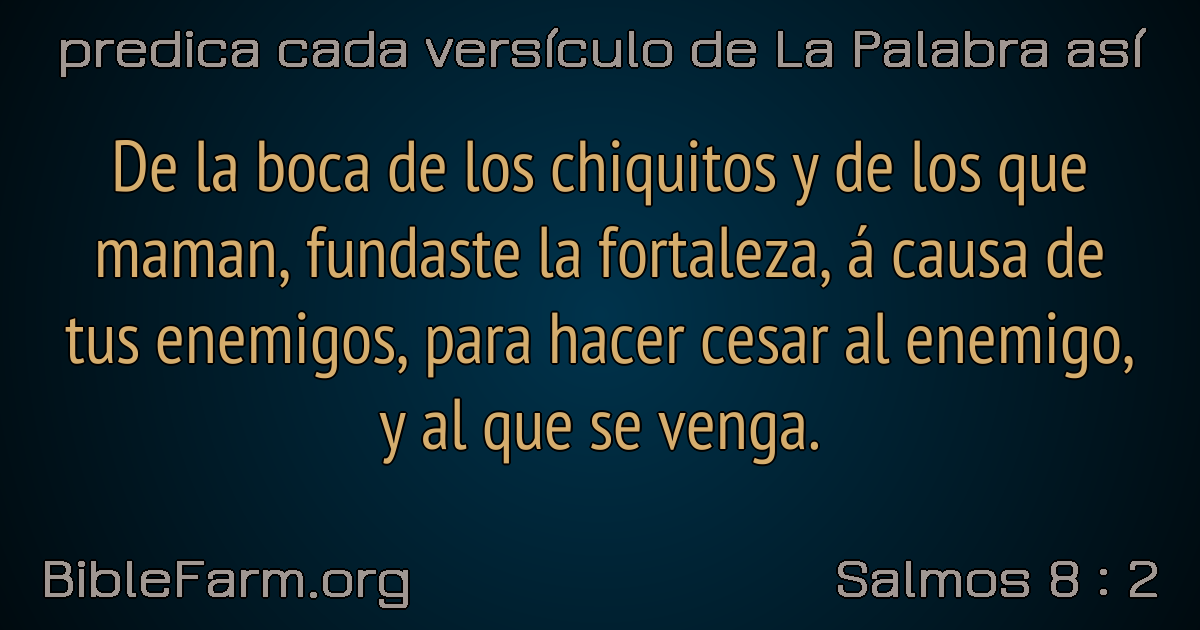 predica cada versículo de La Palabra así
De la boca de los chiquitos y de los que
maman, fundaste la fortaleza, á causa de
tus enemigos, para hacer cesar al enemigo,
y al que se venga.
BibleFarm.org
Salmos 8 : 2